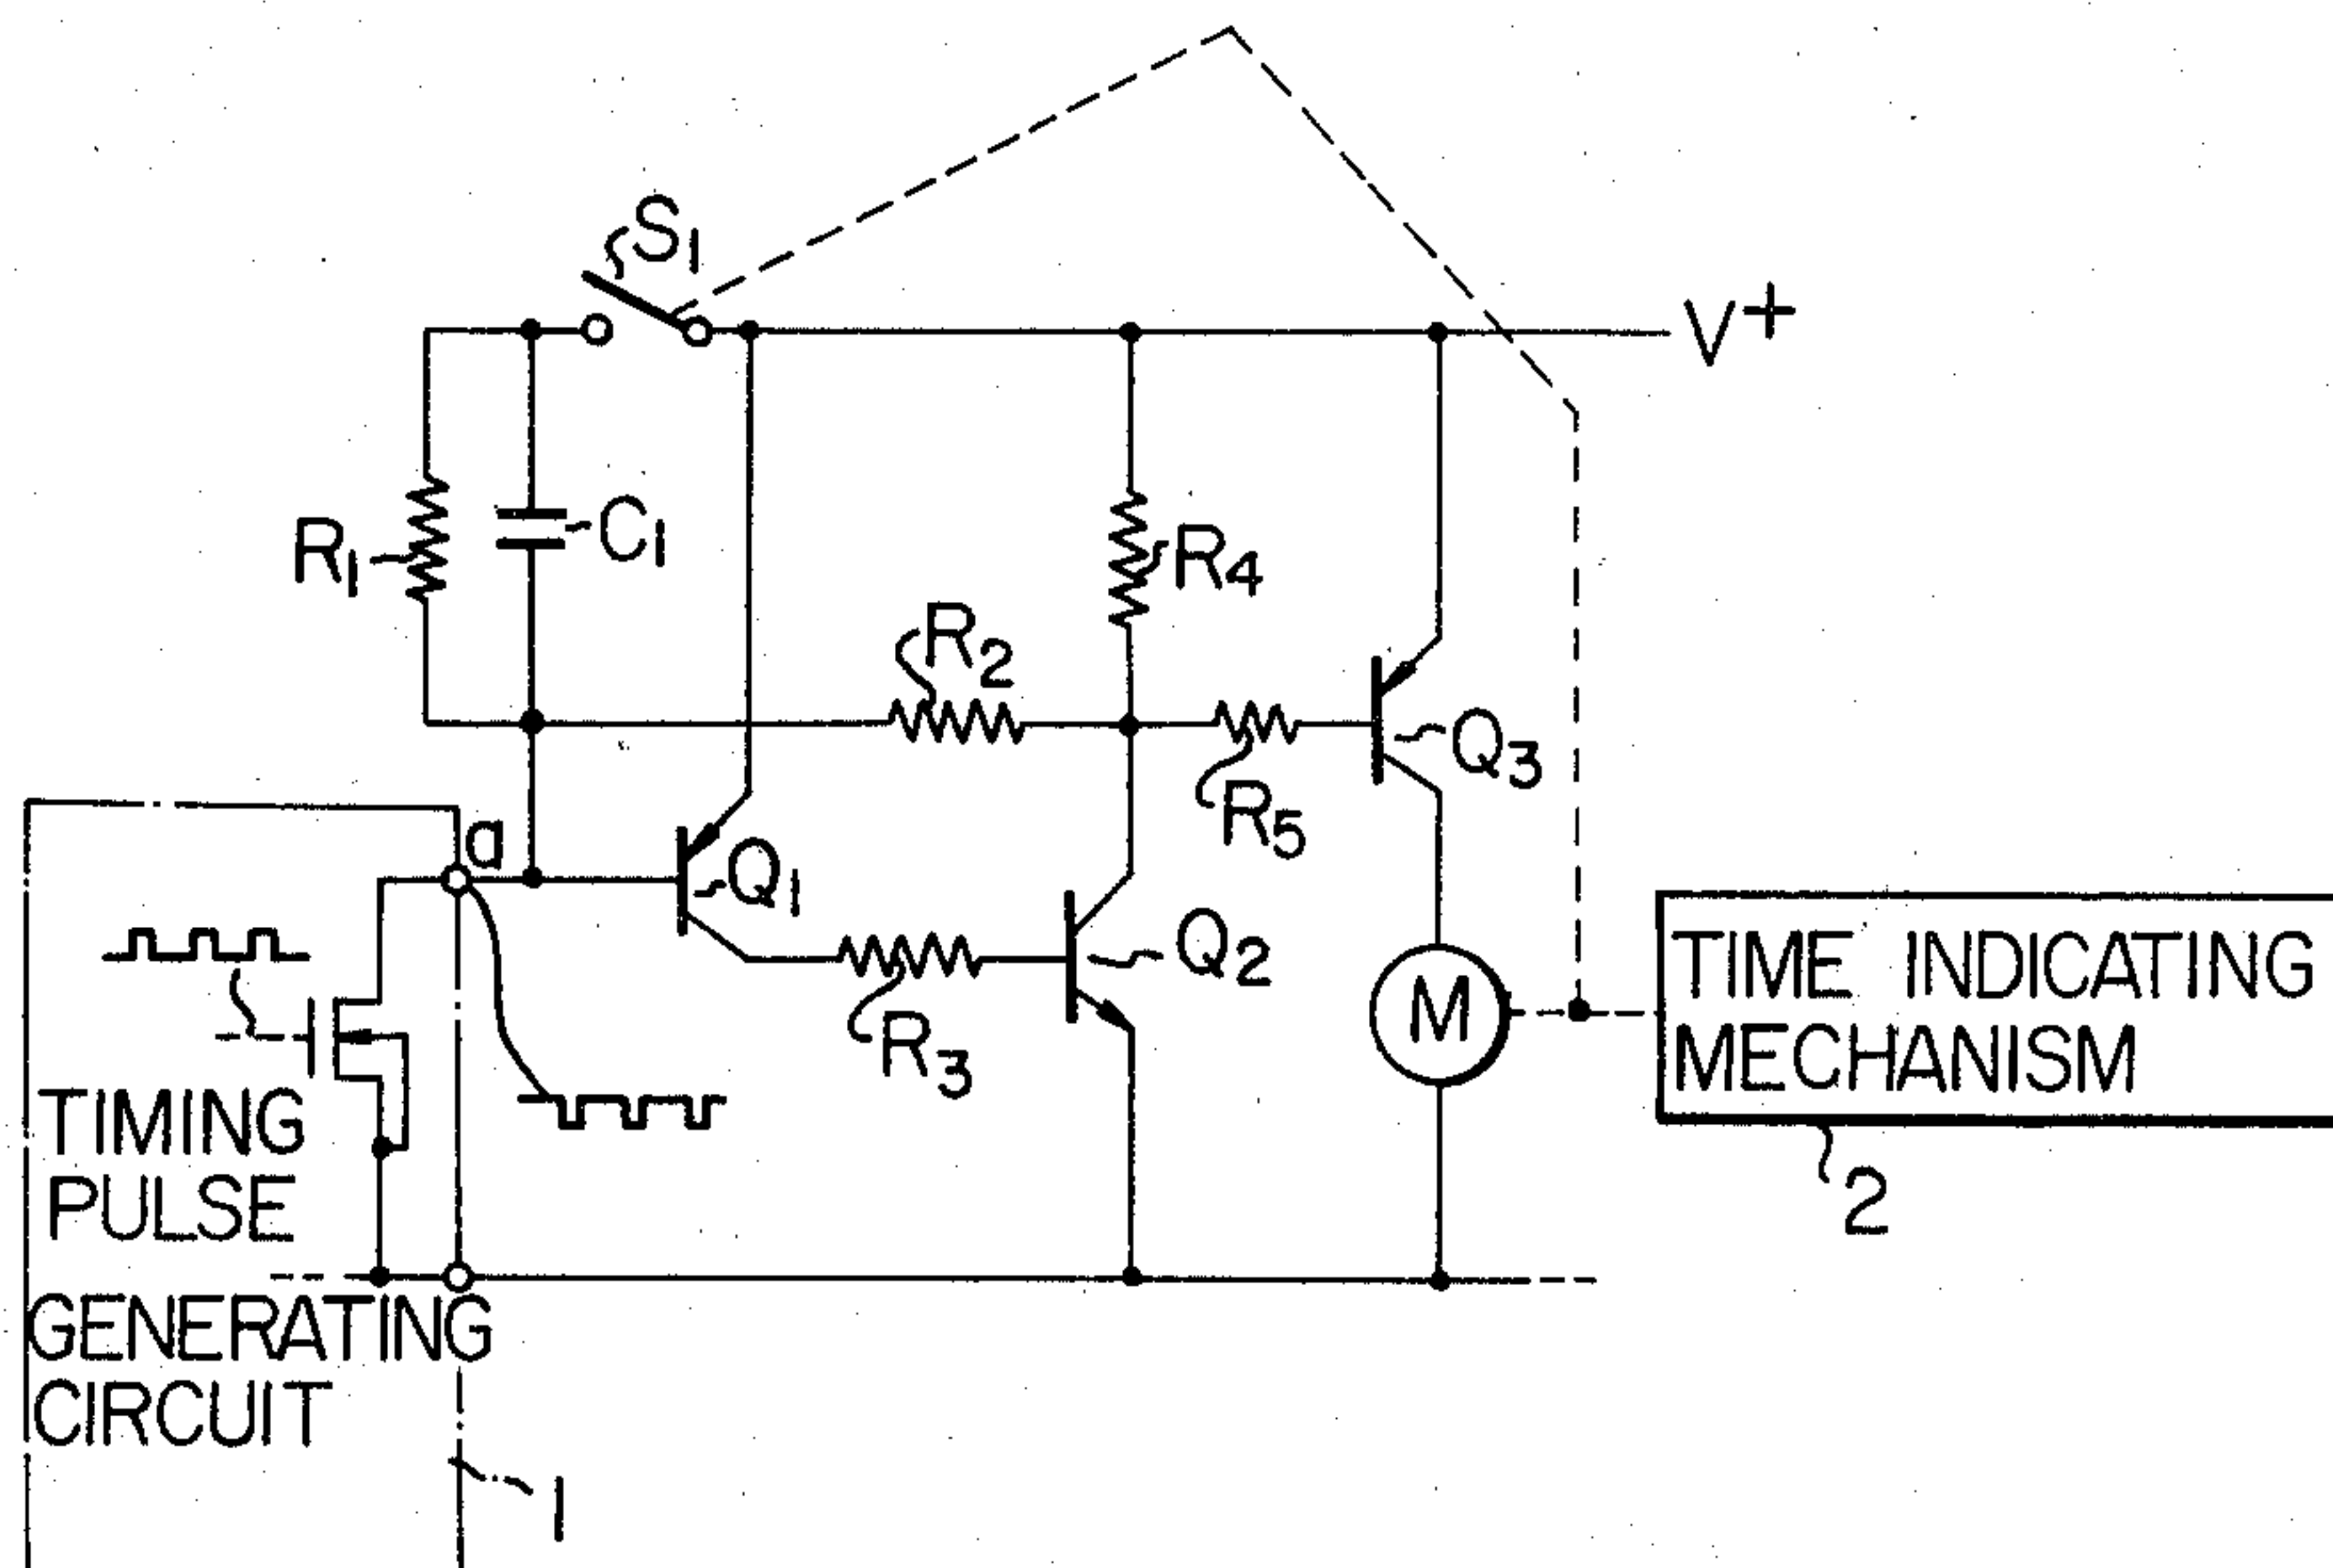 S1
V+
R1
C1
R4
R2
Q3
R5
a
Q1
Q2
R3
M
TIME INDICATING
MECHANISM
2
TIMING
PULSE
GENERATING
CIRCUIT
1